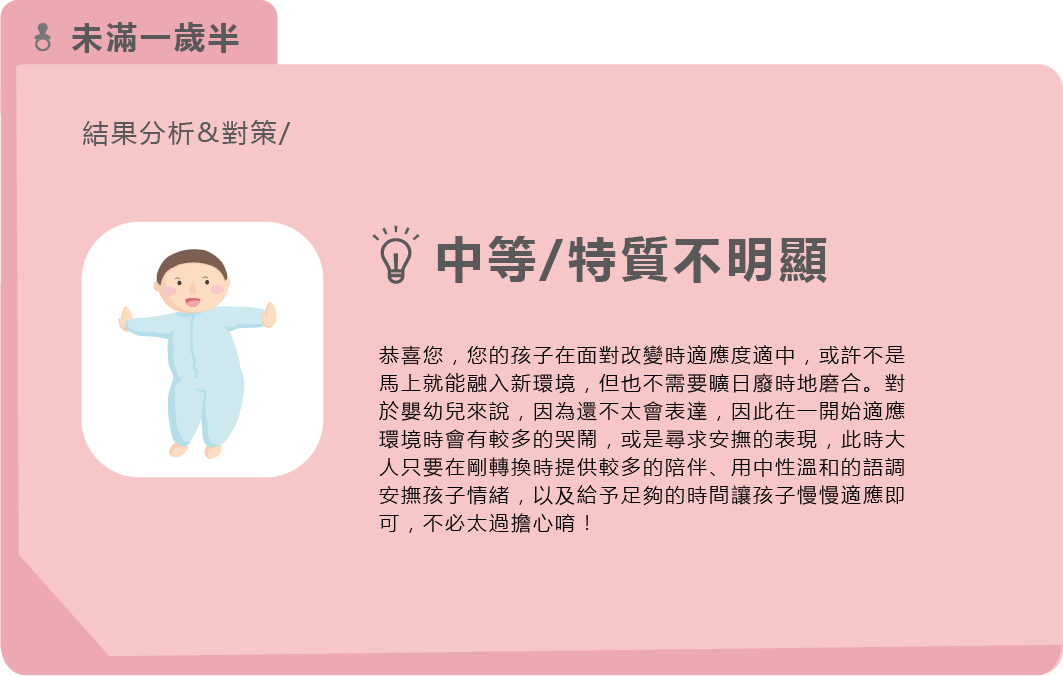 未滿一歲半
結果分析&對策/
中等/特質不明顯
恭喜您，您的孩子在面對改變時適應度適中，或許不是
馬上就能融入新環境，但也不需要曠日廢時地磨合。對
於嬰幼兒來說，因為還不太會表達，因此在一開始適應
環境時會有較多的哭鬧，或是尋求安撫的表現，此時大
人只要在剛轉換時提供較多的陪伴、用中性溫和的語調
安撫孩子情緒，以及給予足夠的時間讓孩子慢慢適應即
可，不必太過擔心唷！